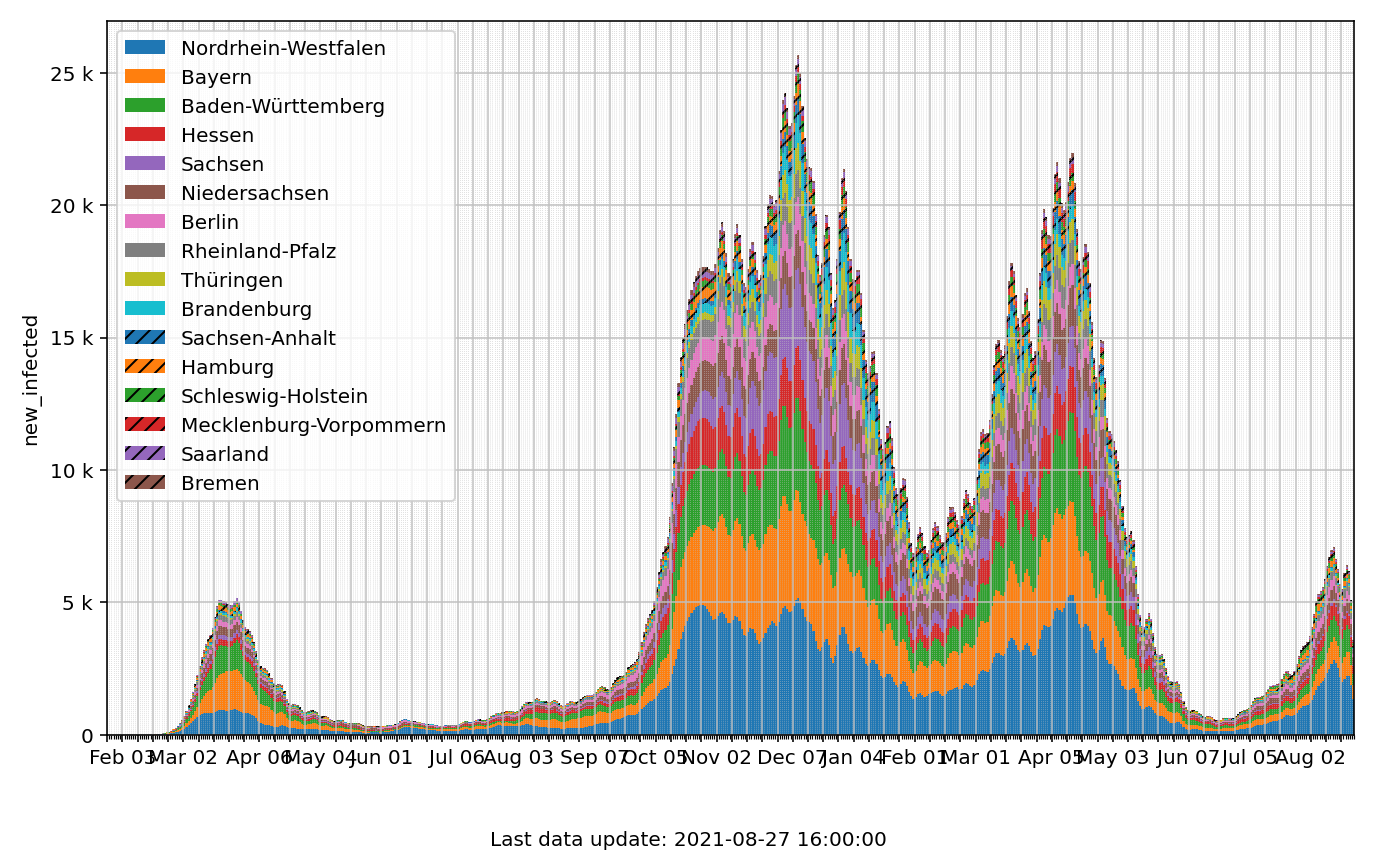 25 k
20 k
15 k
10 k
5 k
0
new_infected
Nordrhein-Westfalen
Bayern
Baden-Württemberg
Hessen
Sachsen
Niedersachsen
Berlin
Rheinland-Pfalz
Thüringen
Brandenburg
Sachsen-Anhalt
Hamburg
Schleswig-Holstein
Mecklenburg-Vorpommern
Saarland
Bremen
Feb 03 Mar 02 Apr 06 May 04 Jun 01 Jul 06 Aug 03 Sep 07 Oct 05 Nov 02 Dec 07 Jan 04 Feb 01 Mar 01 Apr 05 May 03 Jun 07 Jul 05 Aug 02
Last data update: 2021-08-27 16:00:00